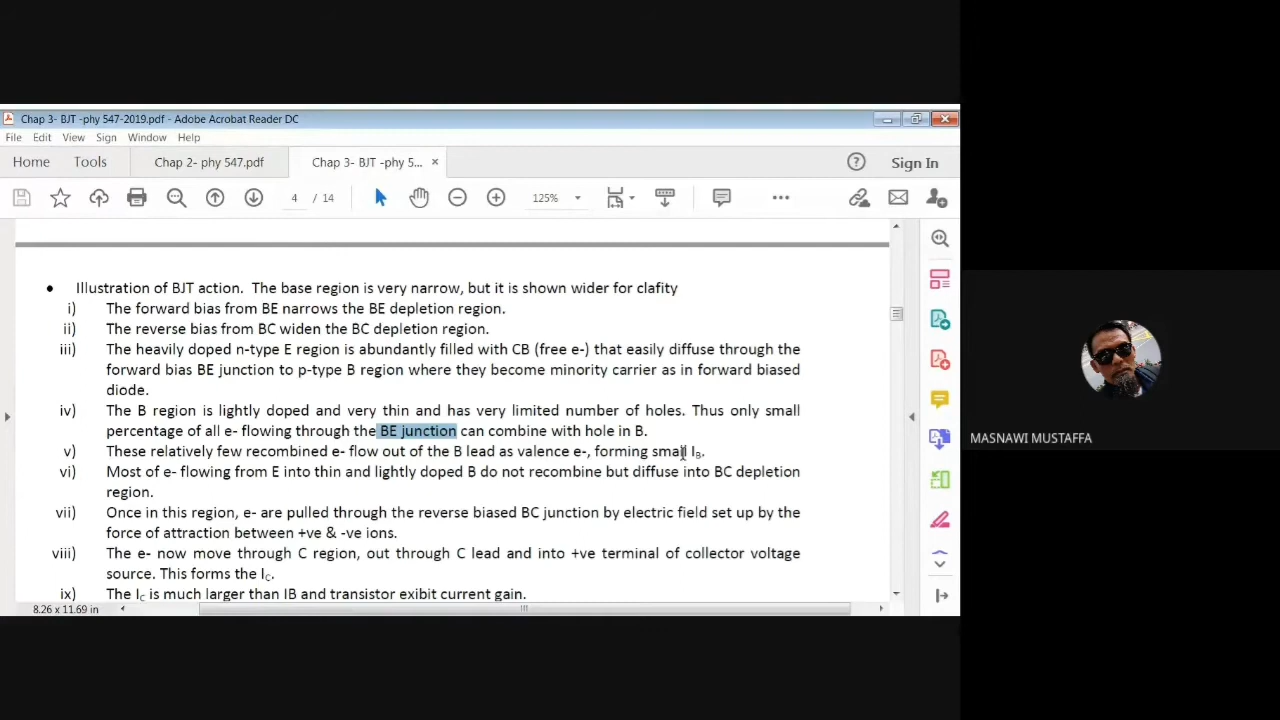 Chap 3- BJT -phy 547-2019.pdf - Adobe Acrobat Reader DC
File Edit View Sign Window Help
Home Tools Chap 2- phy 547.pdf Chap 3- BJT -phy 5... × Sign In
4 / 14 125%
• Illustration of BJT action. The base region is very narrow, but it is shown wider for clafity
i) The forward bias from BE narrows the BE depletion region.
ii) The reverse bias from BC widen the BC depletion region.
iii) The heavily doped n-type E region is abundantly filled with CB (free e-) that easily diffuse through the
forward bias BE junction to p-type B region where they become minority carrier as in forward biased
diode.
iv) The B region is lightly doped and very thin and has very limited number of holes. Thus only small
percentage of all e- flowing through the BE junction can combine with hole in B.
v) These relatively few recombined e- flow out of the B lead as valence e-, forming small IB.
vi) Most of e- flowing from E into thin and lightly doped B do not recombine but diffuse into BC depletion
region.
vii) Once in this region, e- are pulled through the reverse biased BC junction by electric field set up by the
force of attraction between +ve & -ve ions.
viii) The e- now move through C region, out through C lead and into +ve terminal of collector voltage
source. This forms the IC.
ix) The IC is much larger than IB and transistor exibit current gain.
8.26 x 11.69 in
MASNAWI MUSTAFFA